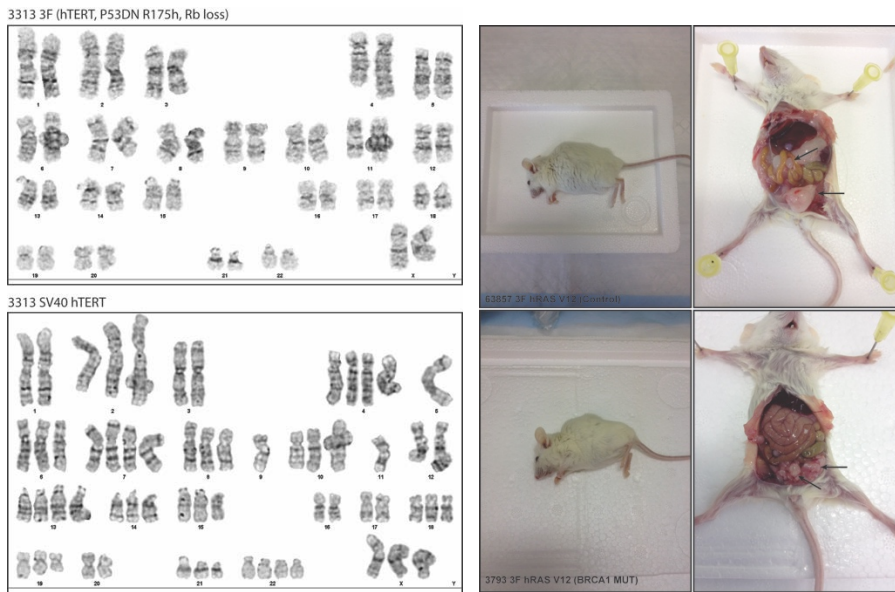 3313 3F (hTERT, P53DN R175h, Rb loss)
1 2 3 4 5
6 7 8 9 10 11 12
13 14 15 16 17 18
19 20 21 22 X Y
3313 SV40 hTERT
1 2 3 4 5
6 7 8 9 10 11 12
13 14 15 16 17 18
19 20 21 22 X Y
63857 3F hRAS V12 (Control)
3793 3F hRAS V12 (BRCA1 MUT)